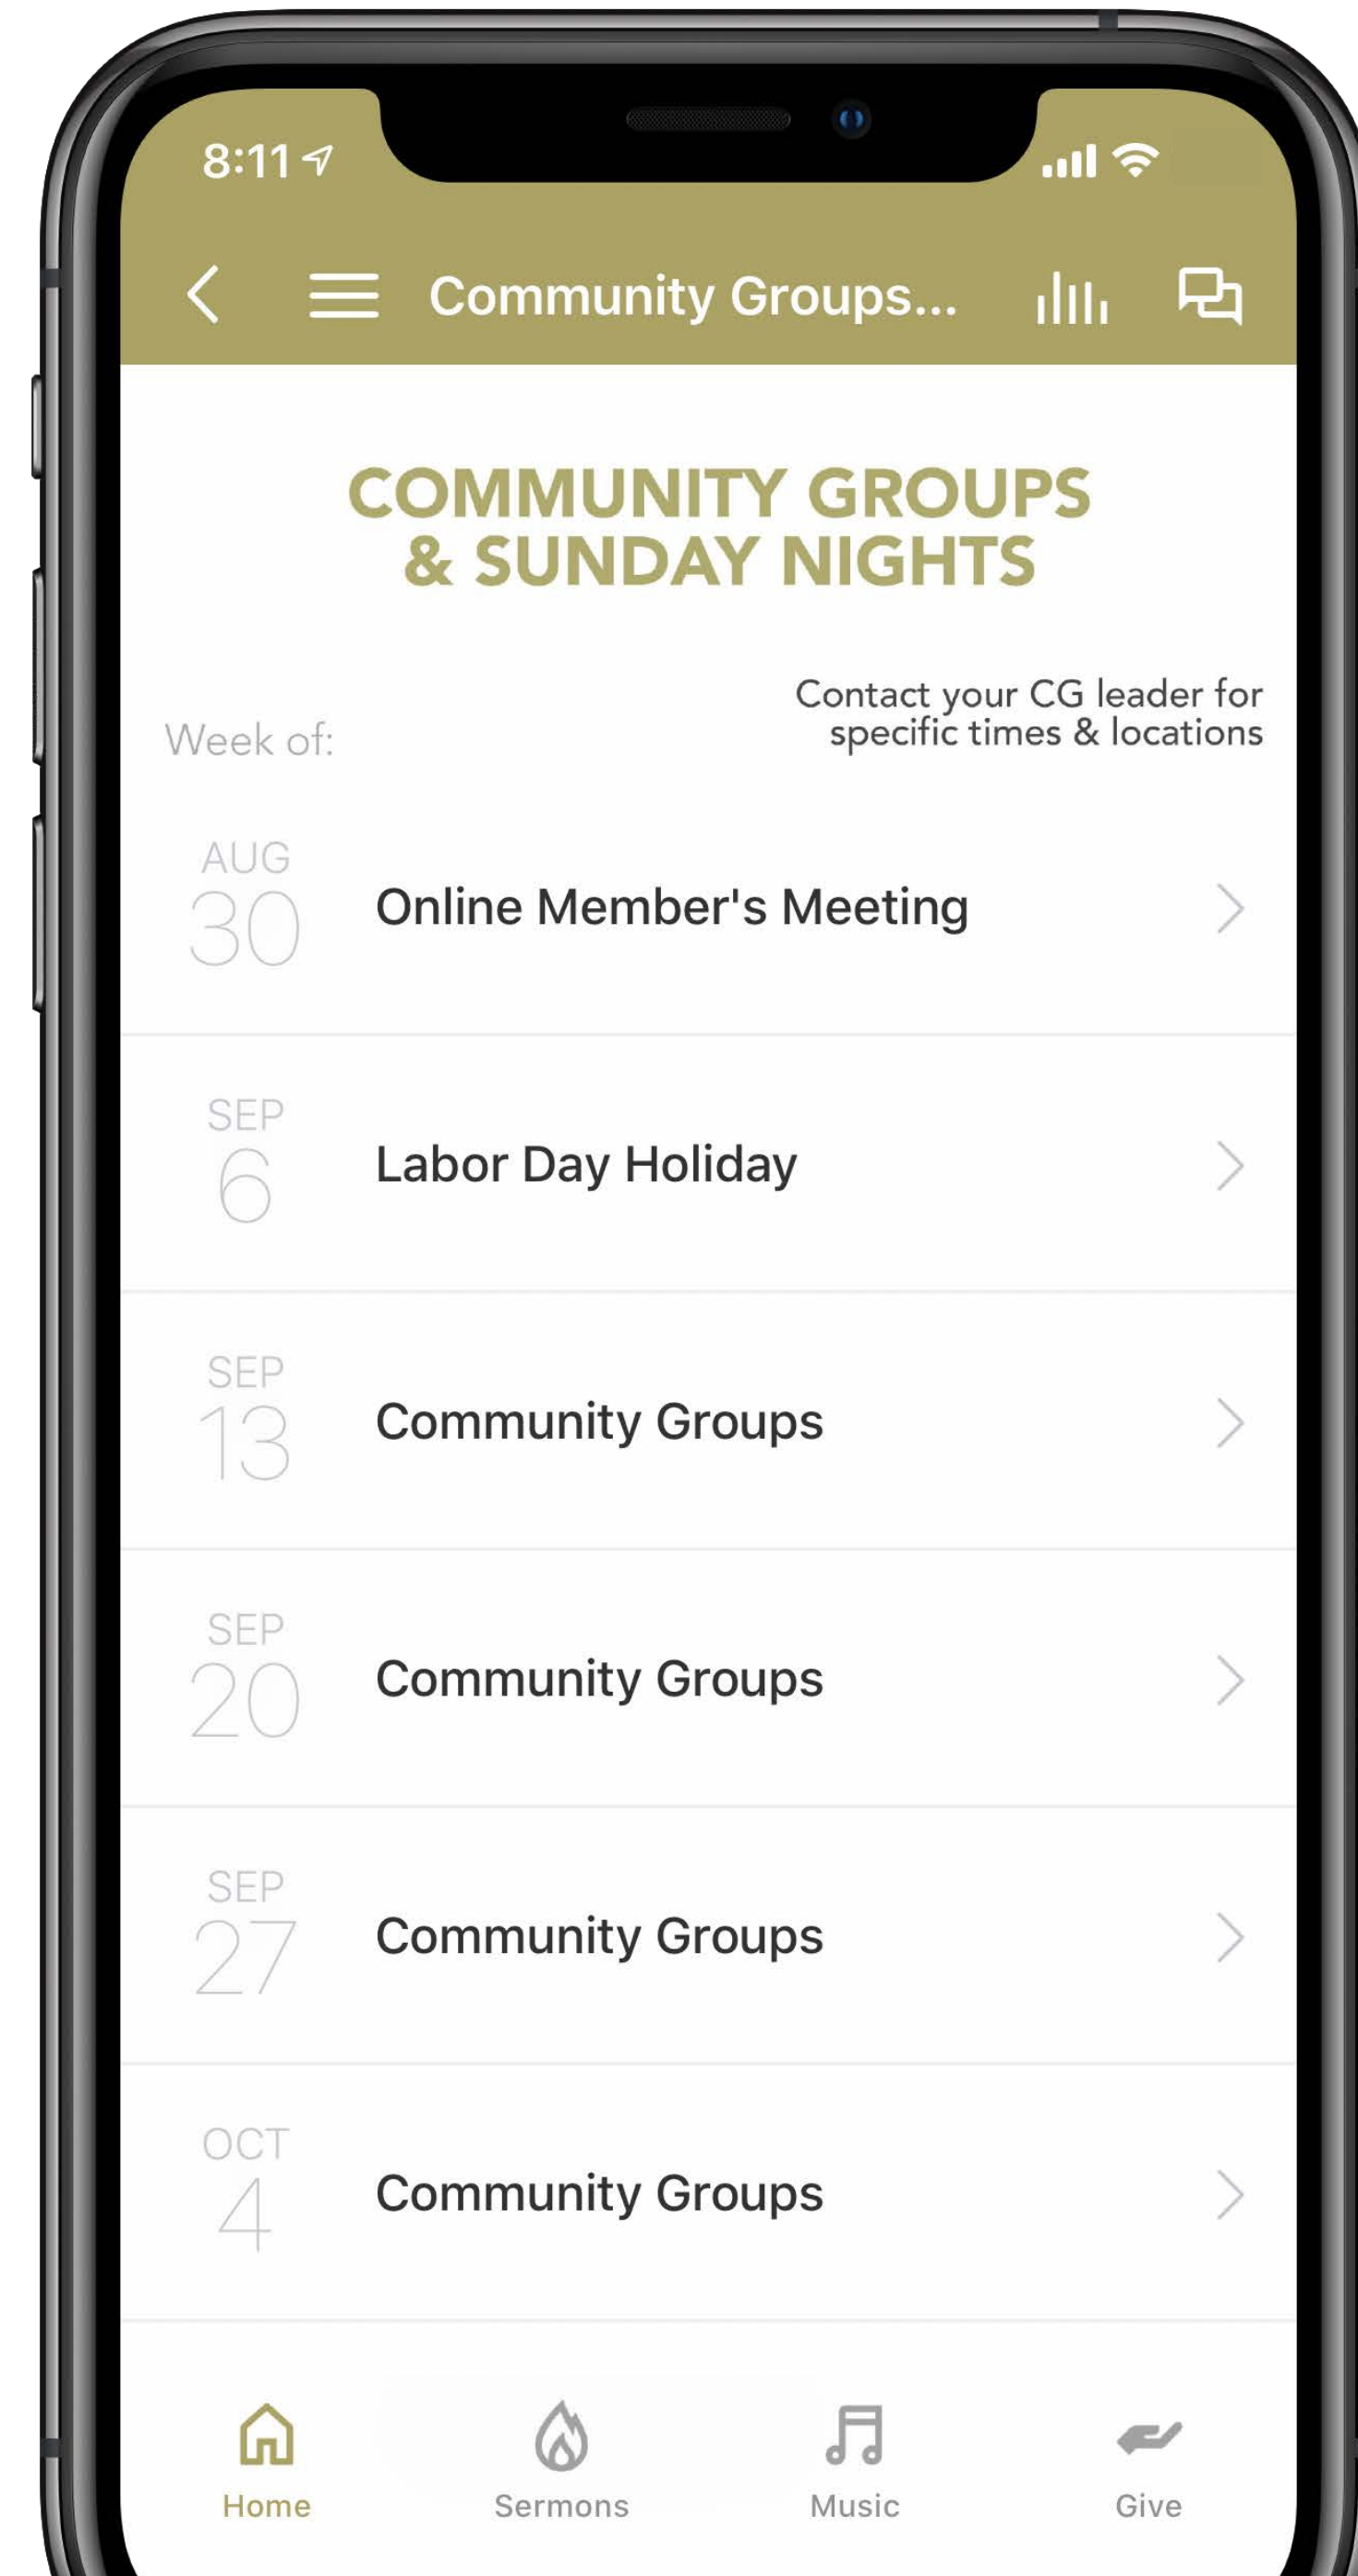 8:11
Community Groups...
COMMUNITY GROUPS
& SUNDAY NIGHTS
Contact your CG leader for
specific times & locations
Week of:
AUG
30
Online Member's Meeting
SEP
6
Labor Day Holiday
SEP
13
Community Groups
SEP
20
Community Groups
SEP
27
Community Groups
OCT
4
Community Groups
Home
Sermons
Music
Give